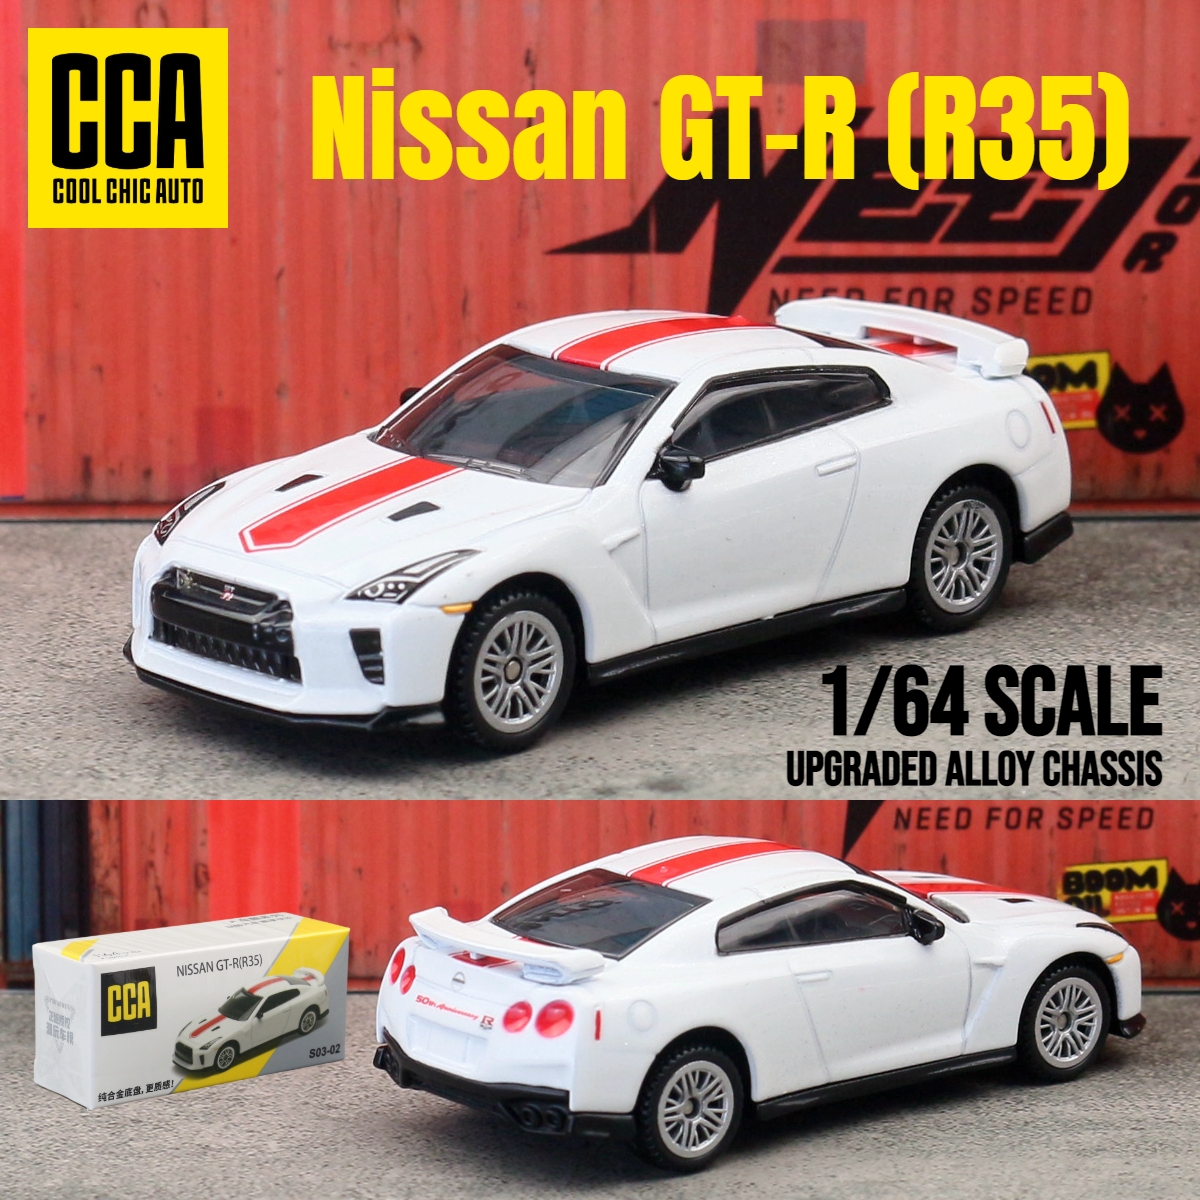 CCA
COOL CHIC AUTO
Nissan GT-R (R35)
NEED FOR SPEED
BOOM
1/64 SCALE
UPGRADED ALLOY CHASSIS
NEED FOR SPEED
BOOM
NISSAN GT-R(R35)
CCA
S03-02
纯合金底盘，更质感！
50th Anniversary